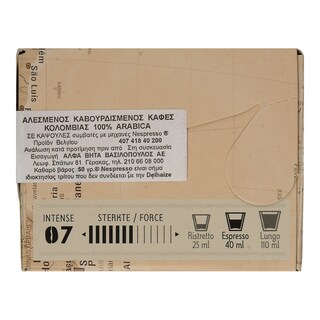 São Luís
ΑΛΕΣΜΕΝΟΣ ΚΑΒΟΥΡΔΙΣΜΕΝΟΣ ΚΑΦΕΣ
ΚΟΛΟΜΒΙΑΣ 100% ARABICA
ΣΕ ΚΑΨΟΥΛΕΣ συμβατές με μηχανές Nespresso ®
Προϊόν Βελγίου 407 418 40 200
Ανάλωση κατά προτίμηση πριν από Στη συσκευασία
Εισαγωγή ΑΛΦΑ ΒΗΤΑ ΒΑΣΙΛΟΠΟΥΛΟΣ ΑΕ
Λεωφ. Σπάτων 81. Γέρακας, τηλ. 210 66 08 000
Καθαρό βάρος :50 γρ.® Nespresso είναι σήμα
ιδιοκτησίας τρίτου που δεν συνδέεται με την Delhaize
INTENSE STERKTE / FORCE
07
Ristretto Espresso Lungo
25 ml 40 ml 110 ml